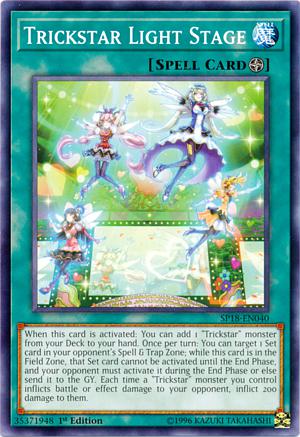 TRICKSTAR LIGHT STAGE
SPELL
魔
[SPELL CARD]
SP18-EN040
When this card is activated: You can add 1 "Trickstar" monster
from your Deck to your hand. Once per turn: You can target 1 Set
card in your opponent's Spell & Trap Zone; while this card is in the
Field Zone, that Set card cannot be activated until the End Phase,
and your opponent must activate it during the End Phase or else
send it to the GY. Each time a "Trickstar" monster you control
inflicts battle or effect damage to your opponent, inflict 200
damage to them.
35371948
1st Edition
©1996 KAZUKI TAKAHASHI